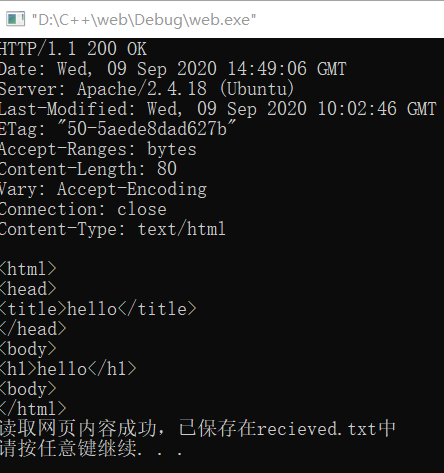 "D:\C++\web\Debug\web.exe"
HTTP/1.1 200 OK
Date: Wed, 09 Sep 2020 14:49:06 GMT
Server: Apache/2.4.18 (Ubuntu)
Last-Modified: Wed, 09 Sep 2020 10:02:46 GMT
ETag: "50-5aede8dad627b"
Accept-Ranges: bytes
Content-Length: 80
Vary: Accept-Encoding
Connection: close
Content-Type: text/html
<html>
<head>
<title>hello</title>
</head>
<body>
<h1>hello</h1>
<body>
</html>
读取网页内容成功，已保存在recieved.txt中
请按任意键继续. . .